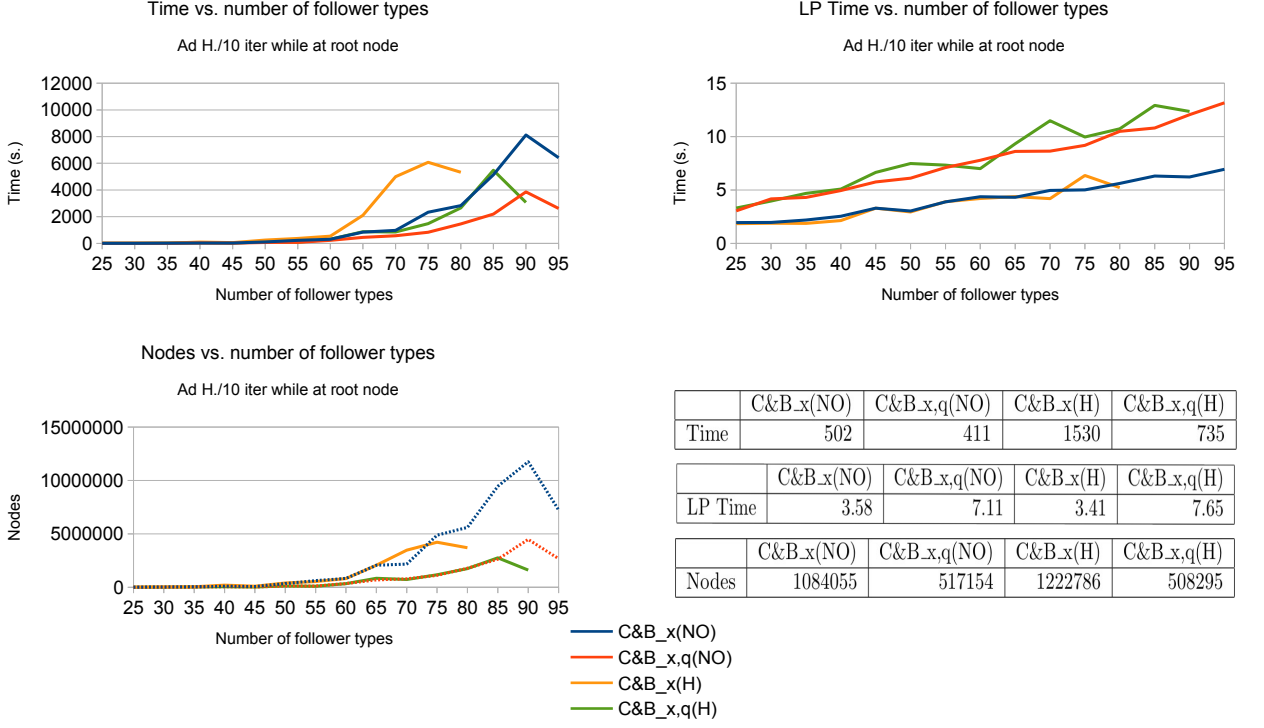 Time vs. number of follower types
Ad H./10 iter while at root node
12000
10000
8000
6000
4000
2000
0
Time (s.)
25 30 35 40 45 50 55 60 65 70 75 80 85 90 95
Number of follower types
LP Time vs. number of follower types
Ad H./10 iter while at root node
15
10
5
0
Time (s.)
25 30 35 40 45 50 55 60 65 70 75 80 85 90 95
Number of follower types
Nodes vs. number of follower types
Ad H./10 iter while at root node
15000000
10000000
5000000
0
Nodes
25 30 35 40 45 50 55 60 65 70 75 80 85 90 95
Number of follower types
C&B_x(NO) C&B_x,q(NO) C&B_x(H) C&B_x,q(H)
Time 502 411 1530 735
C&B_x(NO) C&B_x,q(NO) C&B_x(H) C&B_x,q(H)
LP Time 3.58 7.11 3.41 7.65
C&B_x(NO) C&B_x,q(NO) C&B_x(H) C&B_x,q(H)
Nodes 1084055 517154 1222786 508295
C&B_x(NO)
C&B_x,q(NO)
C&B_x(H)
C&B_x,q(H)